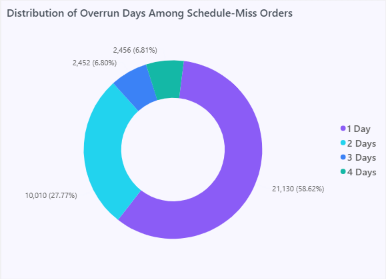 Distribution of Overrun Days Among Schedule-Miss Orders
2,456 (6.81%)
2,452 (6.80%)
10,010 (27.77%)
21,130 (58.62%)
1 Day
2 Days
3 Days
4 Days